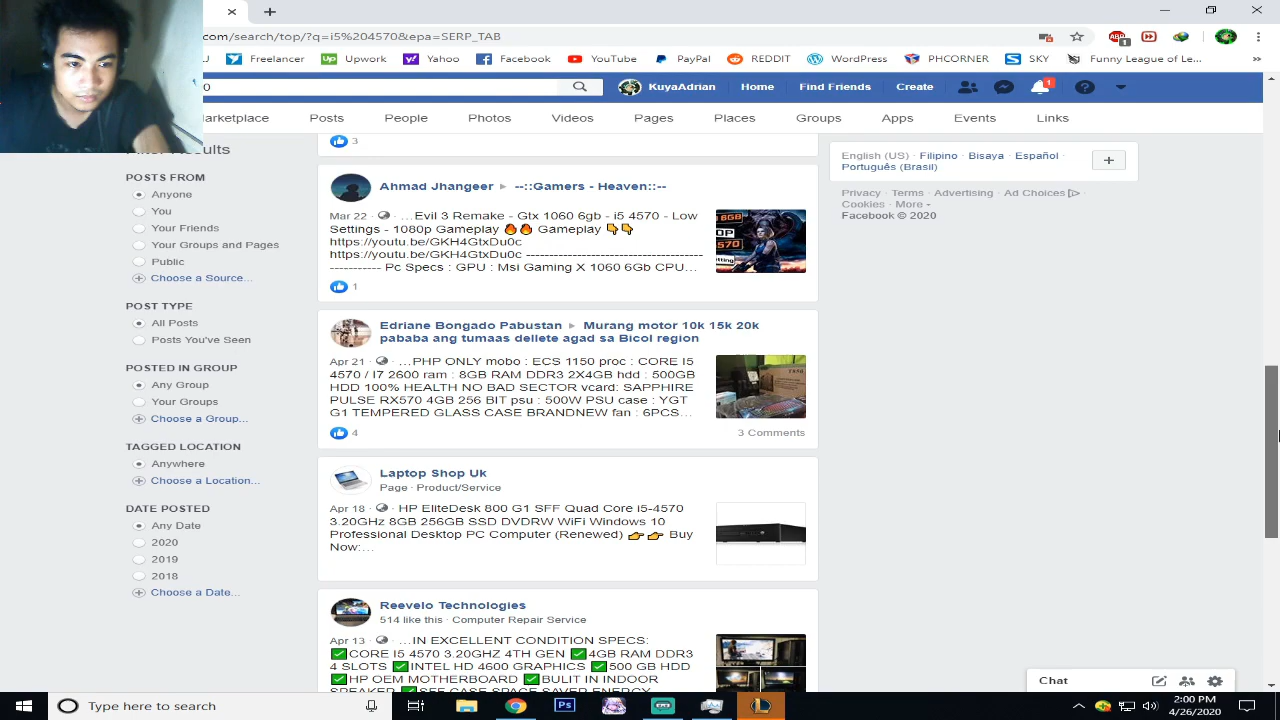 com/search/top/?q=i5%204570&epa=SERP_TAB
ABP
1
Freelancer
Up
Upwork
Yahoo
Facebook
YouTube
PayPal
REDDIT
WordPress
PHCORNER
SKY
Funny League of Le...
»
0
KuyaAdrian
Home
Find Friends
Create
1
arketplace
Posts
People
Photos
Videos
Pages
Places
Groups
Apps
Events
Links
Filter Results
POSTS FROM
Anyone
You
Your Friends
Your Groups and Pages
Public
Choose a Source...
POST TYPE
All Posts
Posts You've Seen
POSTED IN GROUP
Any Group
Your Groups
Choose a Group...
TAGGED LOCATION
Anywhere
Choose a Location...
DATE POSTED
Any Date
2020
2019
2018
Choose a Date...
3
Ahmad Jhangeer ▸ --::Gamers - Heaven::--
Mar 22 · ...Evil 3 Remake - Gtx 1060 6gb - i5 4570 - Low
Settings - 1080p Gameplay 🔥🔥 Gameplay 👇👇
https://youtu.be/GKH4GtxDu0c
https://youtu.be/GKH4GtxDu0c -----------------------------------
----------- Pc Specs : GPU : Msi Gaming X 1060 6Gb CPU...
1
Edriane Bongado Pabustan ▸ Murang motor 10k 15k 20k
pababa ang tumaas dellete agad sa Bicol region
Apr 21 · ...PHP ONLY mobo : ECS 1150 proc : CORE I5
4570 / I7 2600 ram : 8GB RAM DDR3 2X4GB hdd : 500GB
HDD 100% HEALTH NO BAD SECTOR vcard: SAPPHIRE
PULSE RX570 4GB 256 BIT psu : 500W PSU case : YGT
G1 TEMPERED GLASS CASE BRANDNEW fan : 6PCS...
4
3 Comments
Laptop Shop Uk
Page · Product/Service
Apr 18 · HP EliteDesk 800 G1 SFF Quad Core i5-4570
3.20GHz 8GB 256GB SSD DVDRW WiFi Windows 10
Professional Desktop PC Computer (Renewed) 👉👉 Buy
Now:...
Reevelo Technologies
514 like this · Computer Repair Service
Apr 13 · ...IN EXCELLENT CONDITION SPECS:
✅CORE I5 4570 3.20GHZ 4TH GEN ✅4GB RAM DDR3
4 SLOTS ✅INTEL HD 4600 GRAPHICS ✅500 GB HDD
✅HP OEM MOTHERBOARD ✅BULIT IN INDOOR
SPEAKER ✅SFF CASE SPACE SAVER ENERGY
English (US) · Filipino · Bisaya · Español ·
Português (Brasil)
Privacy · Terms · Advertising · Ad Choices ·
Cookies · More
Facebook © 2020
Chat
Type here to search
Ps
2:00 PM
4/26/2020